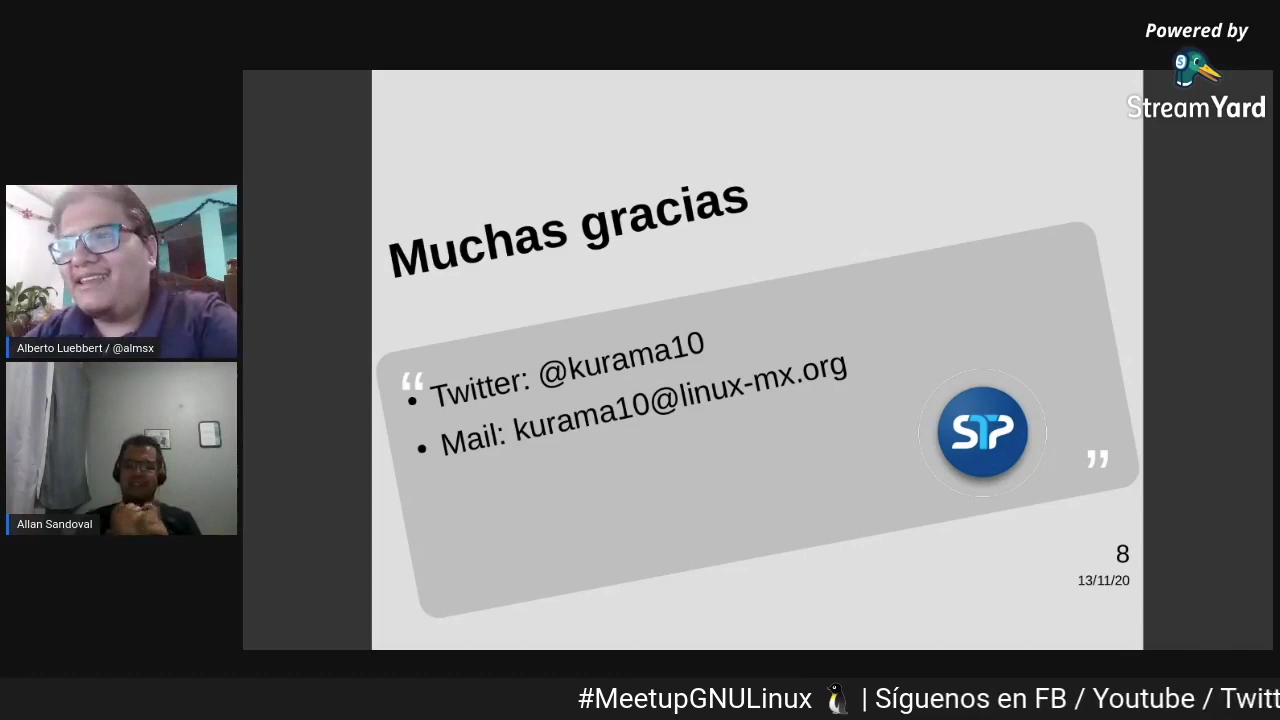 Powered by
StreamYard
Muchas gracias
“
• Twitter: @kurama10
• Mail: kurama10@linux-mx.org
STP
”
8
13/11/20
Alberto Luebbert / @almsx
Allan Sandoval
#MeetupGNULinux 🐧 | Síguenos en FB / Youtube / Twitt